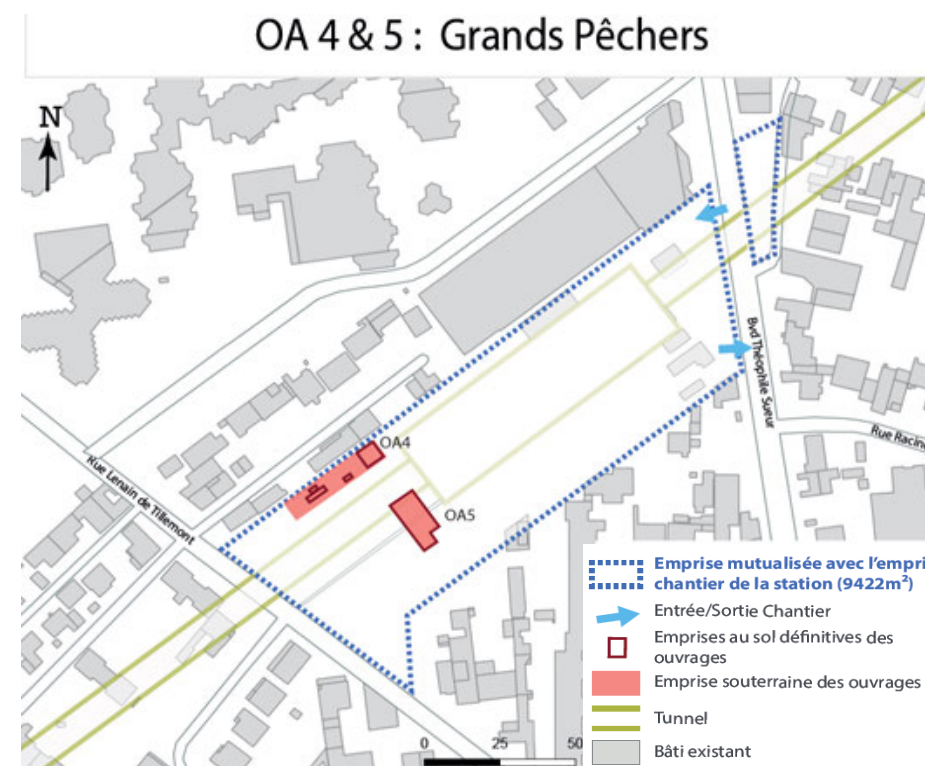 OA 4 & 5 : Grands Pêchers
N
OA4
OA5
Rue Lenain de Tillemont
Bvd Théophile Sueur
Rue Racin
Emprise mutualisée avec l’empri
chantier de la station (9422m²)
Entrée/Sortie Chantier
Emprises au sol définitives des
ouvrages
Emprise souterraine des ouvrages
Tunnel
Bâti existant
0 25 50